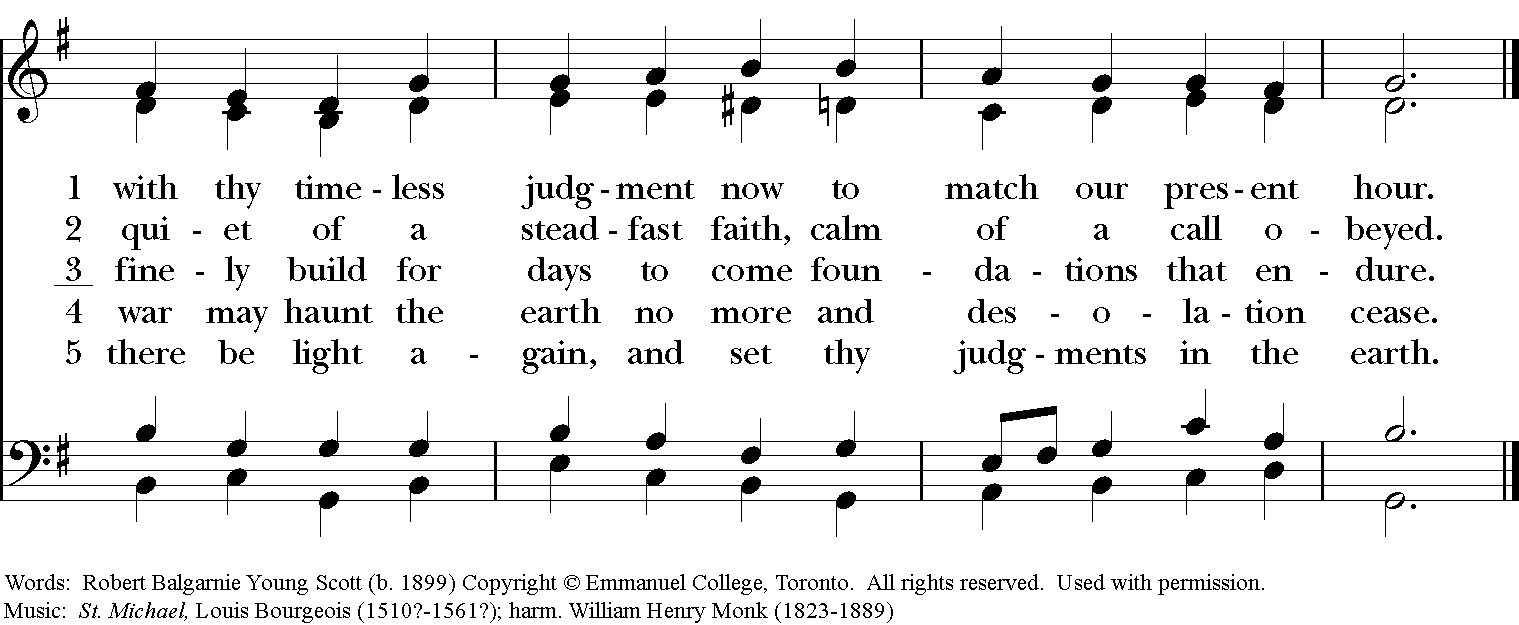 1 with thy time - less judg - ment now to match our pres - ent hour.
2 qui - et of a stead - fast faith, calm of a call o - beyed.
3 fine - ly build for days to come foun - da - tions that en - dure.
4 war may haunt the earth no more and des - o - la - tion cease.
5 there be light a - gain, and set thy judg - ments in the earth.
Words: Robert Balgarnie Young Scott (b. 1899) Copyright © Emmanuel College, Toronto. All rights reserved. Used with permission.
Music: St. Michael, Louis Bourgeois (1510?-1561?); harm. William Henry Monk (1823-1889)